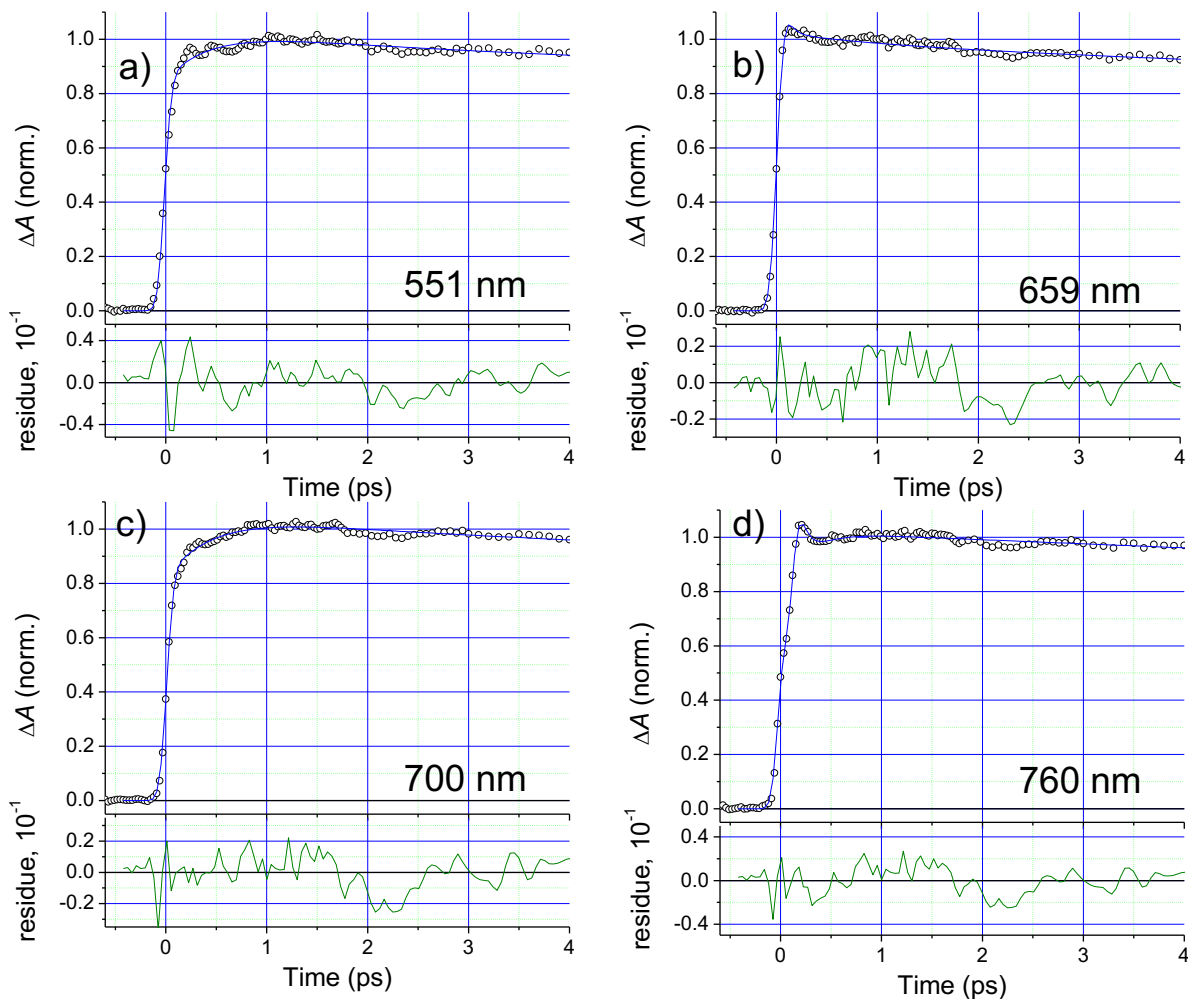 a)
1.0
0.8
0.6
0.4
0.2
0.0
ΔA (norm.)
551 nm
0.4
0.0
-0.4
residue, 10⁻¹
0 1 2 3 4
Time (ps)
b)
1.0
0.8
0.6
0.4
0.2
0.0
ΔA (norm.)
659 nm
0.2
0.0
-0.2
residue, 10⁻¹
0 1 2 3 4
Time (ps)
c)
1.0
0.8
0.6
0.4
0.2
0.0
ΔA (norm.)
700 nm
0.2
0.0
-0.2
residue, 10⁻¹
0 1 2 3 4
Time (ps)
d)
1.0
0.8
0.6
0.4
0.2
0.0
ΔA (norm.)
760 nm
0.4
0.0
-0.4
residue, 10⁻¹
0 1 2 3 4
Time (ps)